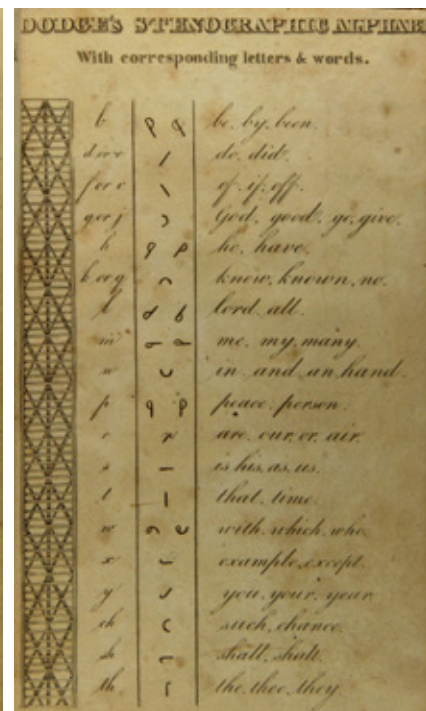 DODGE'S STENOGRAPHIC ALPHABE
With corresponding letters & words.
b be. by. been.
d or r do. did.
f or v of. if. off.
g or j God. good. go. give.
h he. have.
k or q know. known. no.
l lord. all.
m me. my. many.
n in. and. an. hand.
p peace. person.
r are. our. or. air.
s is. his. as. us.
t that. time.
w with. which. who.
x example. except.
y you. your. year
ch such. chance.
sh shall. shalt.
th the. thee. they.